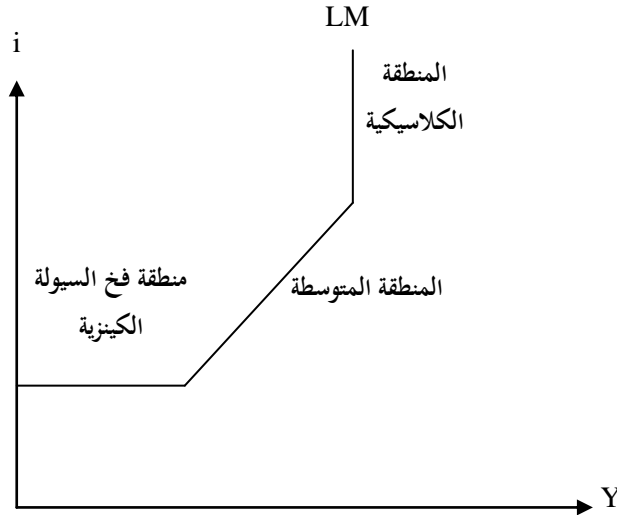 LM
i
المنطقة
الكلاسيكية
منطقة فخ السيولة
الكينزية
المنطقة المتوسطة
Y